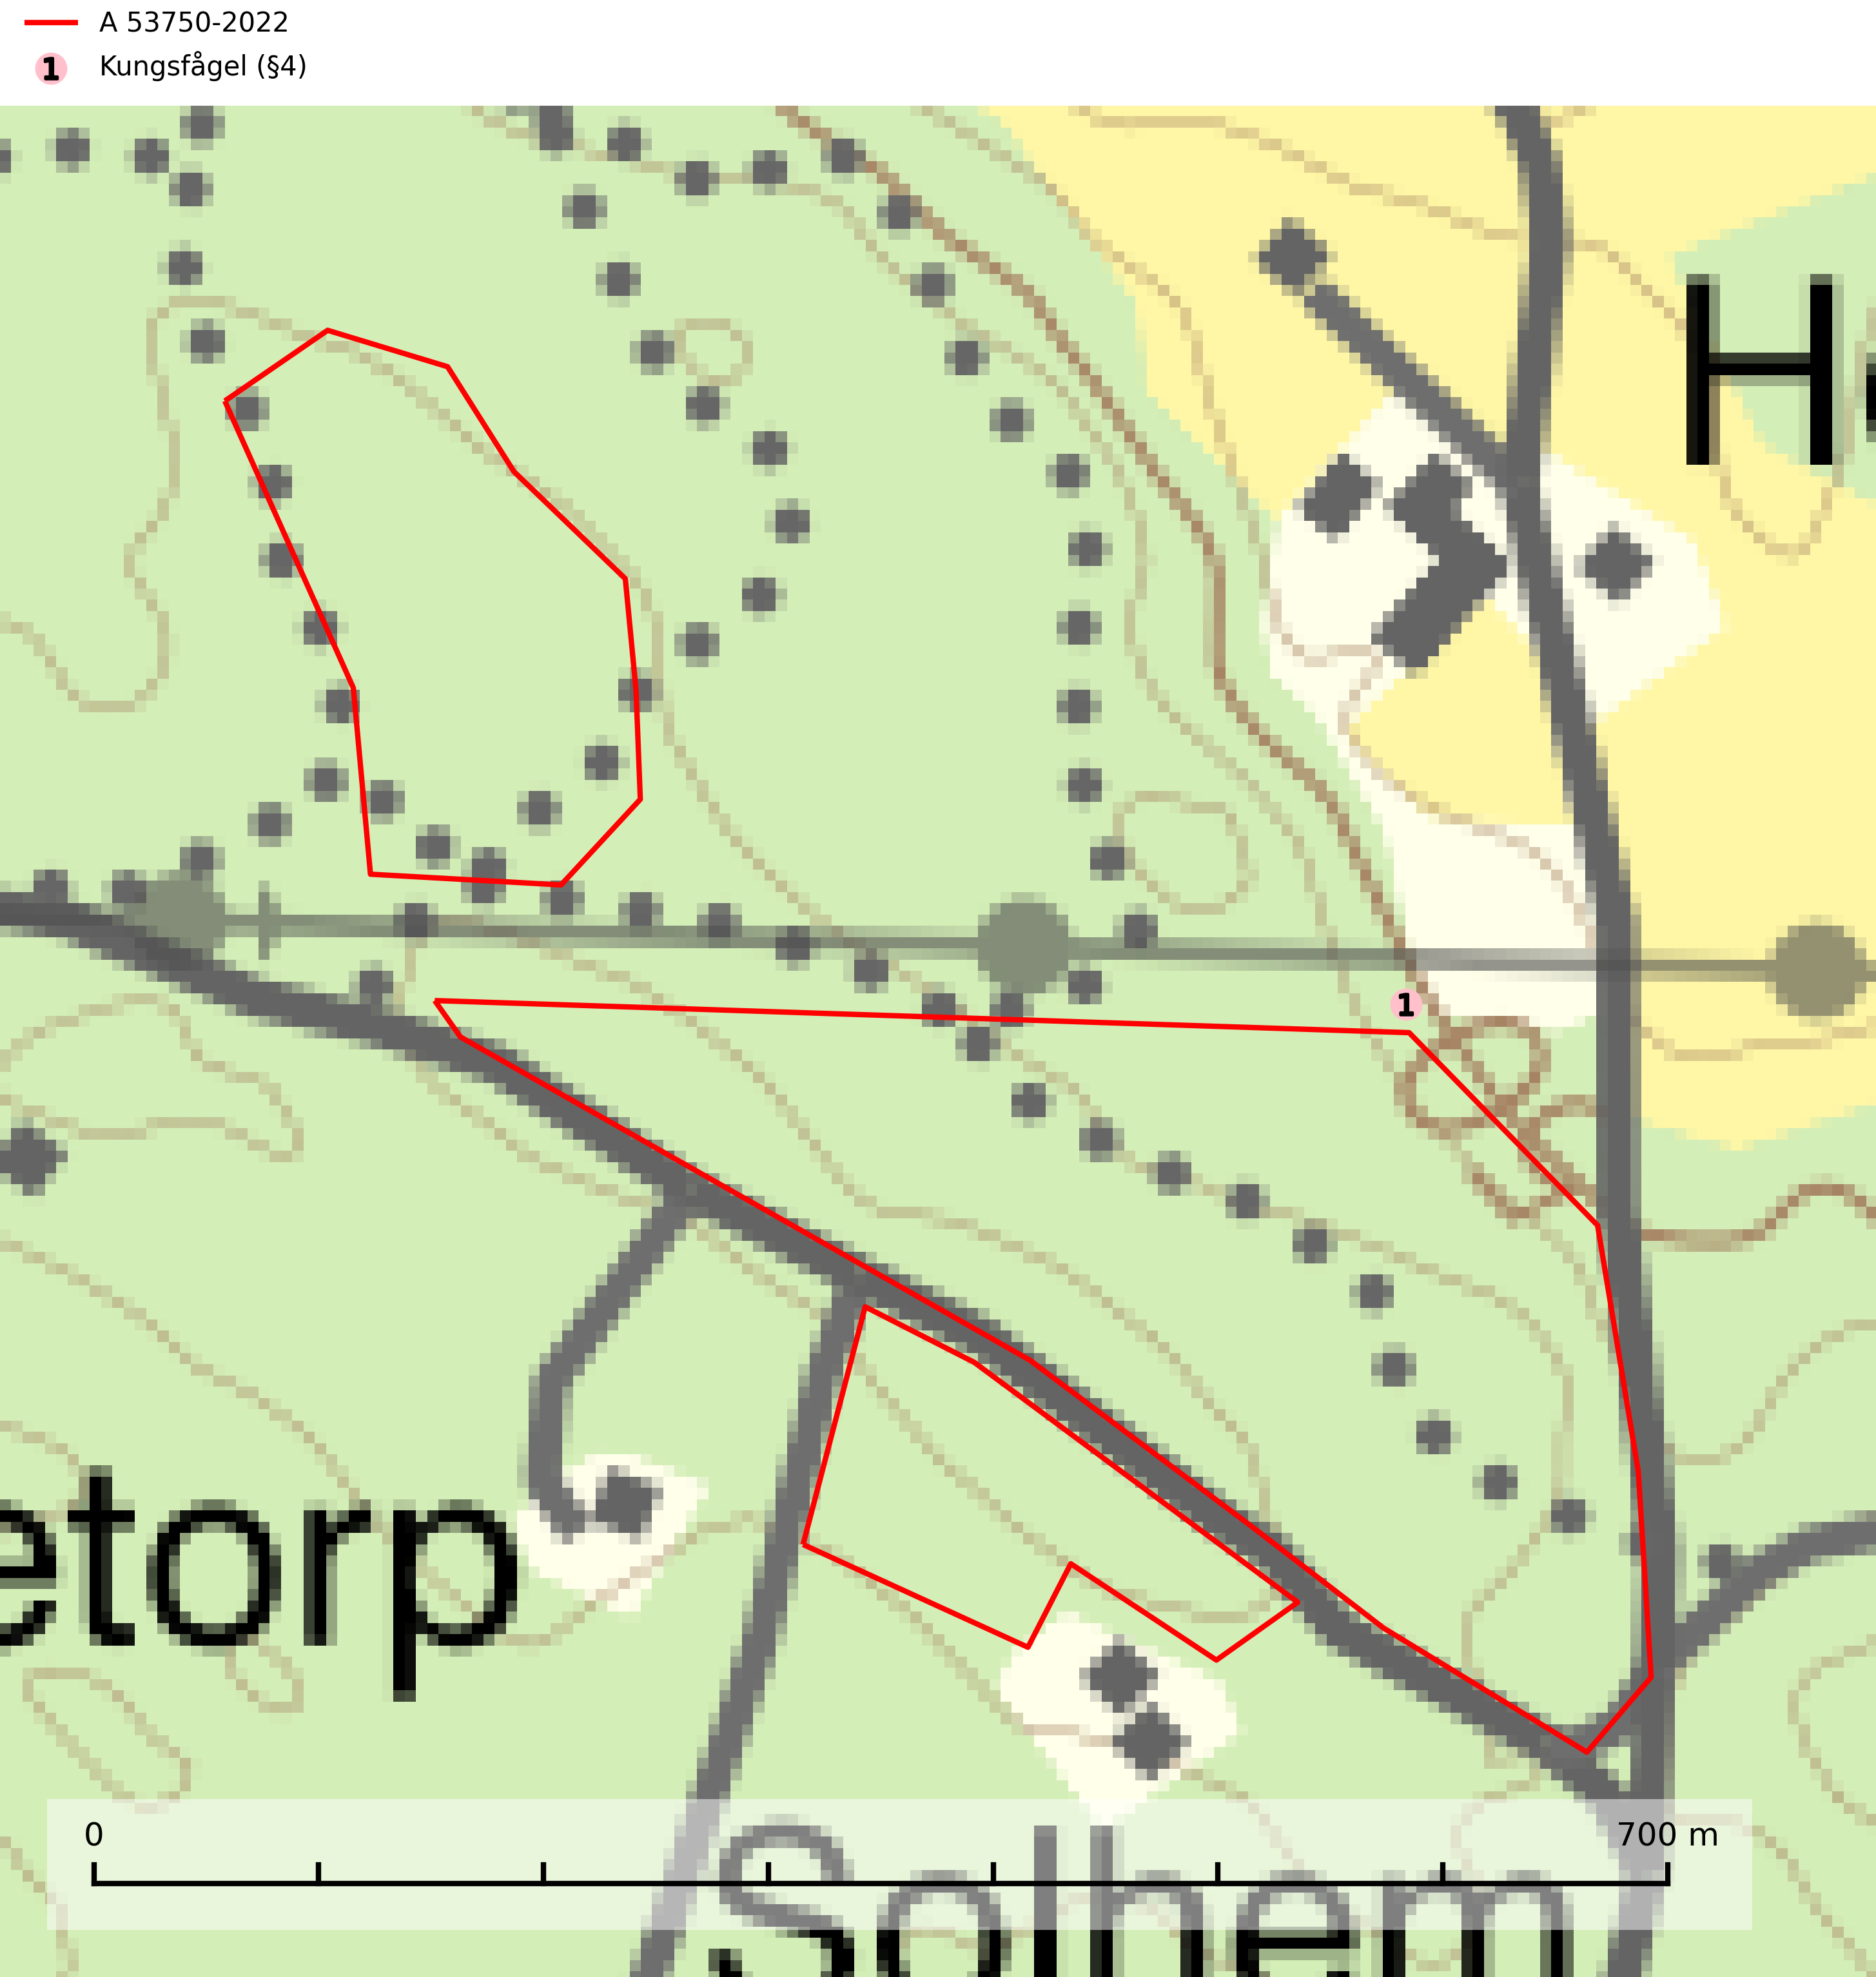 A 53750-2022
1 Kungsfågel (§4)
H
1
etorp
0 700 m
Solhem